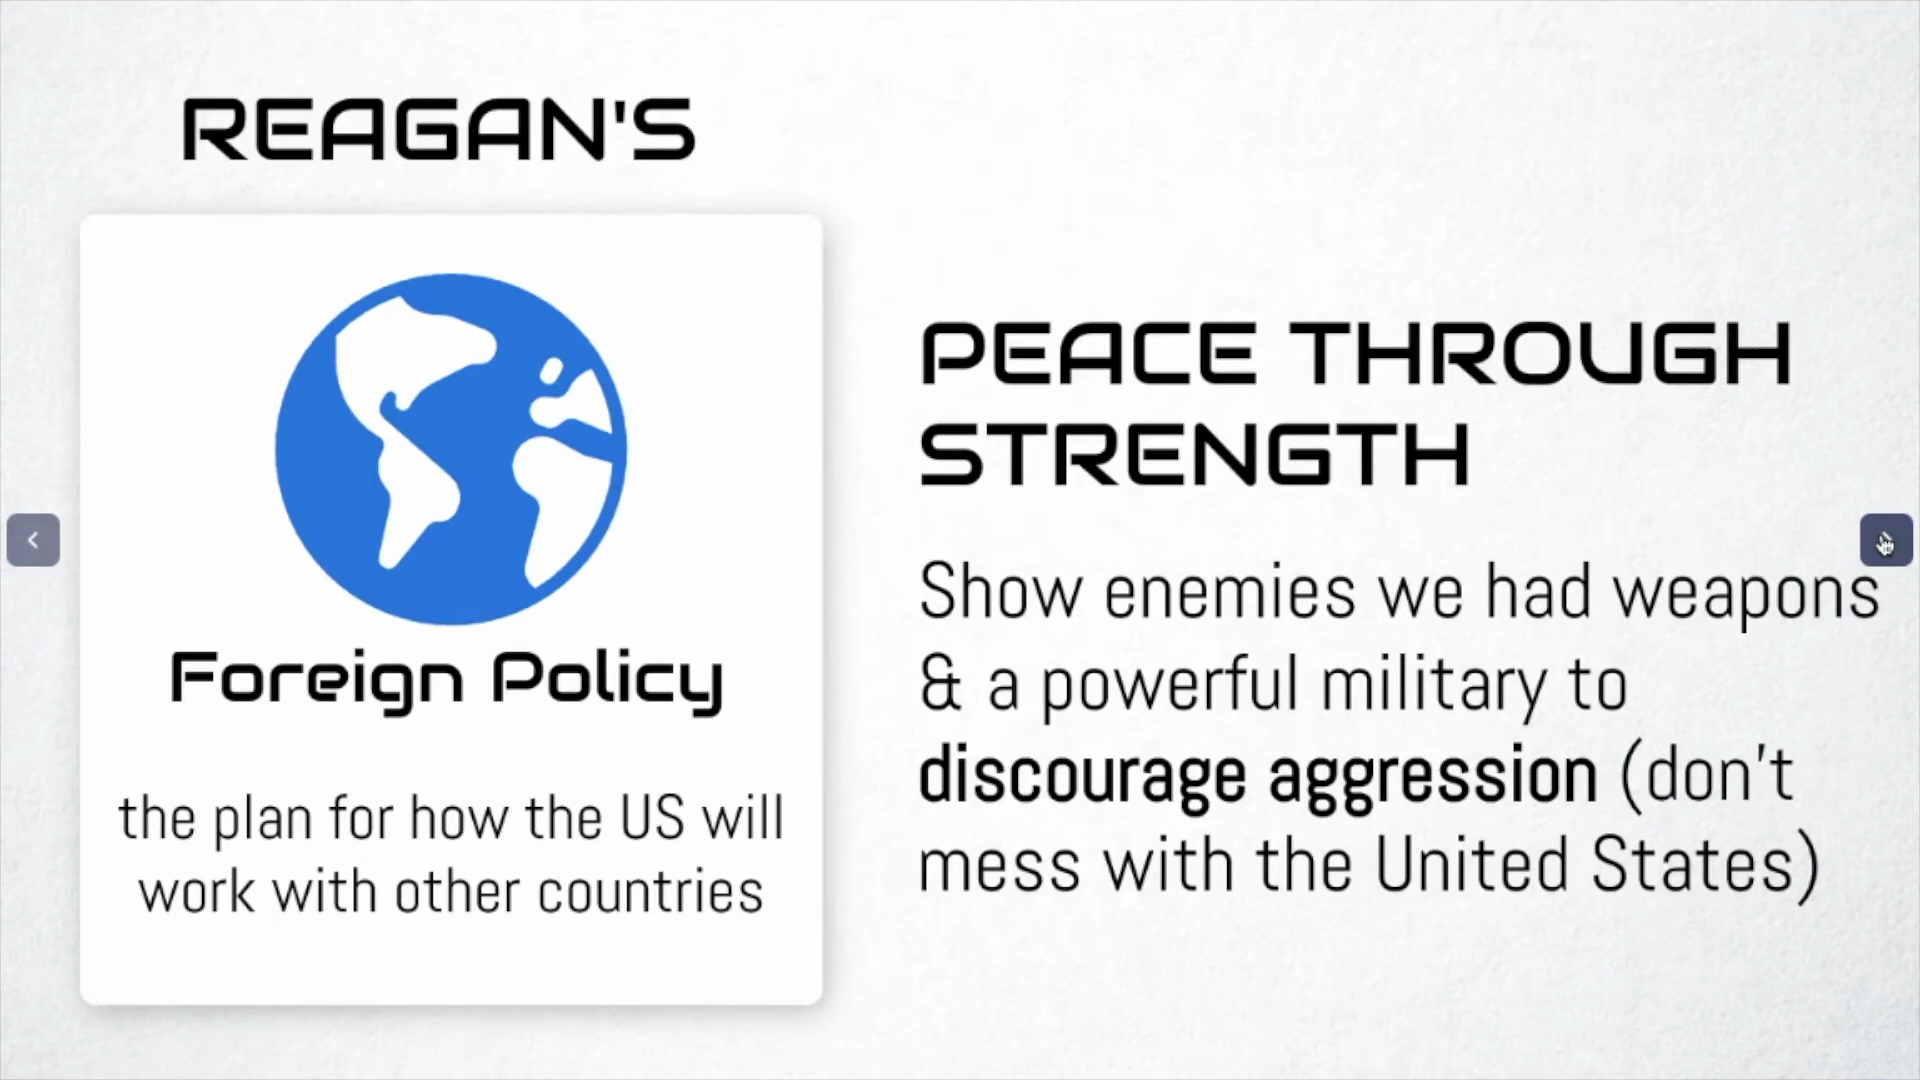 REAGAN'S
Foreign Policy
the plan for how the US will
work with other countries
PEACE THROUGH
STRENGTH
Show enemies we had weapons
& a powerful military to
discourage aggression (don't
mess with the United States)